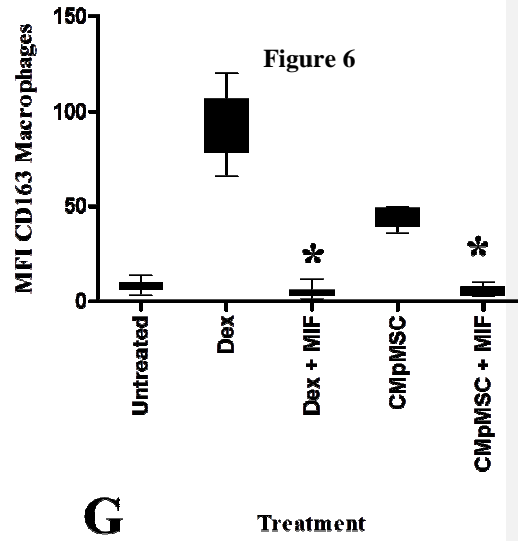 150
Figure 6
100
50
0
MFI CD163 Macrophages
*
*
Untreated
Dex
Dex + MIF
CMpMSC
CMpMSC + MIF
G
Treatment